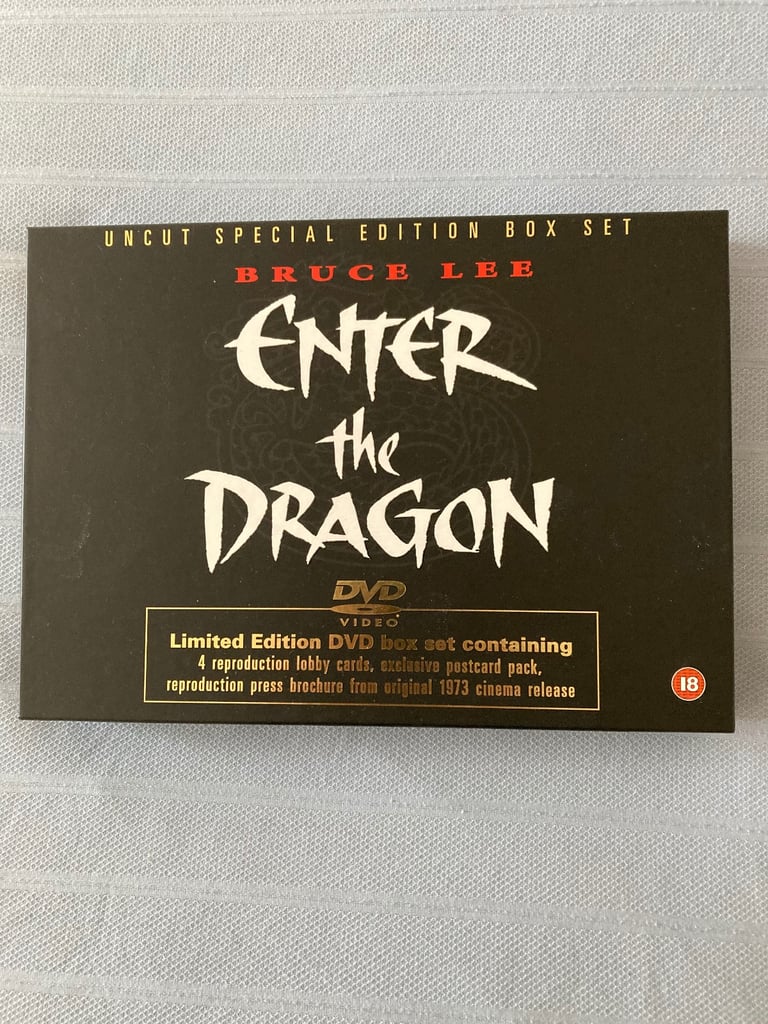 UNCUT SPECIAL EDITION BOX SET
BRUCE LEE
ENTER
the
DRAGON
DVD
VIDEO
Limited Edition DVD box set containing
4 reproduction lobby cards, exclusive postcard pack,
reproduction press brochure from original 1973 cinema release
18